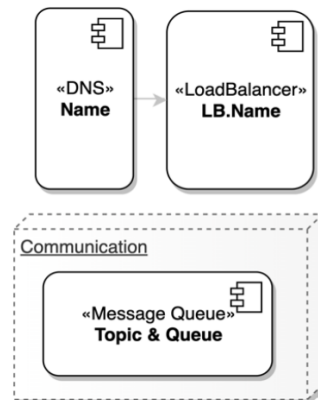 «DNS»
Name
«LoadBalancer»
LB.Name
Communication
«Message Queue»
Topic & Queue